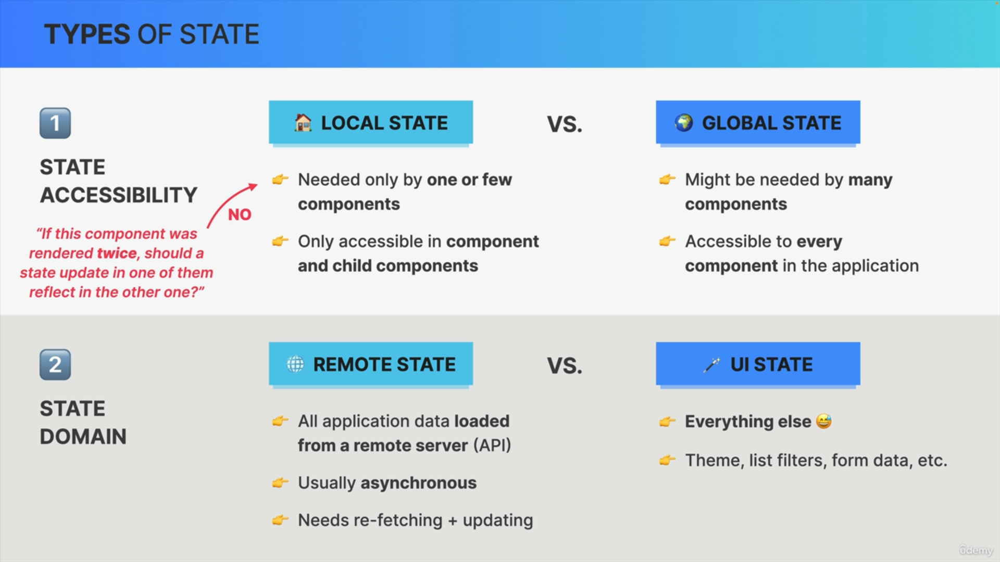 TYPES OF STATE
1
STATE
ACCESSIBILITY
“If this component was
rendered twice, should a
state update in one of them
reflect in the other one?”
NO
LOCAL STATE
Needed only by one or few
components
Only accessible in component
and child components
VS.
GLOBAL STATE
Might be needed by many
components
Accessible to every
component in the application
2
STATE
DOMAIN
REMOTE STATE
All application data loaded
from a remote server (API)
Usually asynchronous
Needs re-fetching + updating
VS.
UI STATE
Everything else
Theme, list filters, form data, etc.
ûdemy